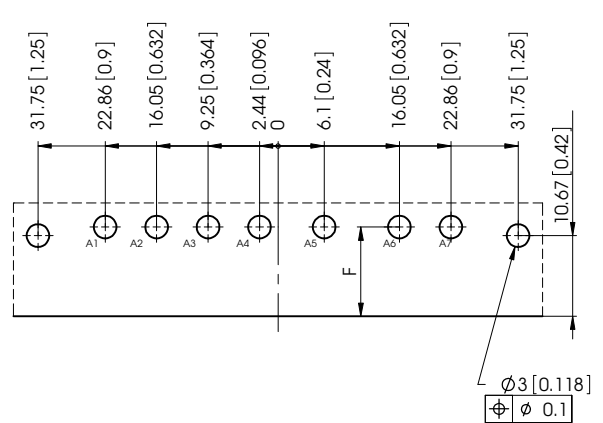 31.75 [1.25]
22.86 [0.9]
16.05 [0.632]
9.25 [0.364]
2.44 [0.096]
0
6.1 [0.24]
16.05 [0.632]
22.86 [0.9]
31.75 [1.25]
10.67 [0.42]
A1
A2
A3
A4
A5
A6
A7
F
Ø3 [0.118]
⌖ Ø 0.1